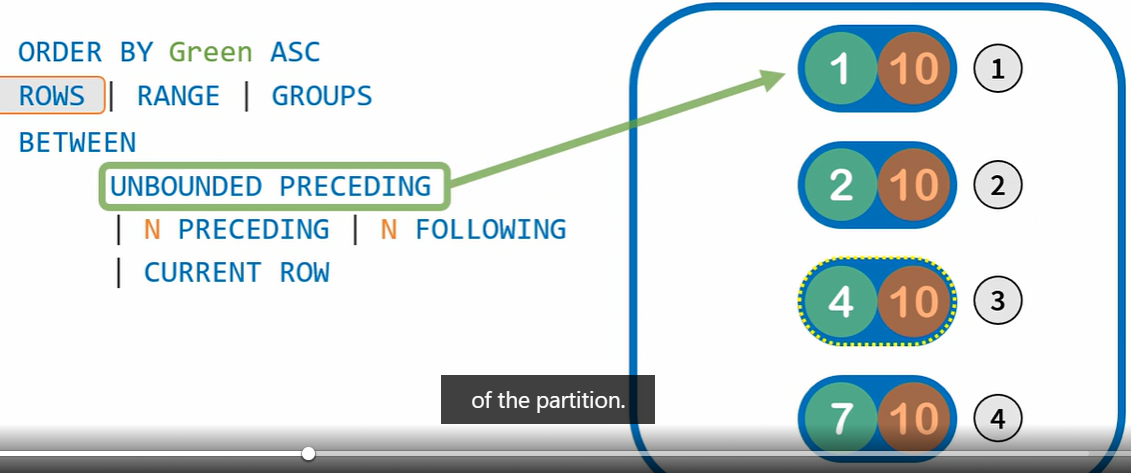 ORDER BY Green ASC
ROWS | RANGE | GROUPS
BETWEEN
UNBOUNDED PRECEDING
| N PRECEDING | N FOLLOWING
| CURRENT ROW
1 10 1
2 10 2
4 10 3
7 10 4
of the partition.